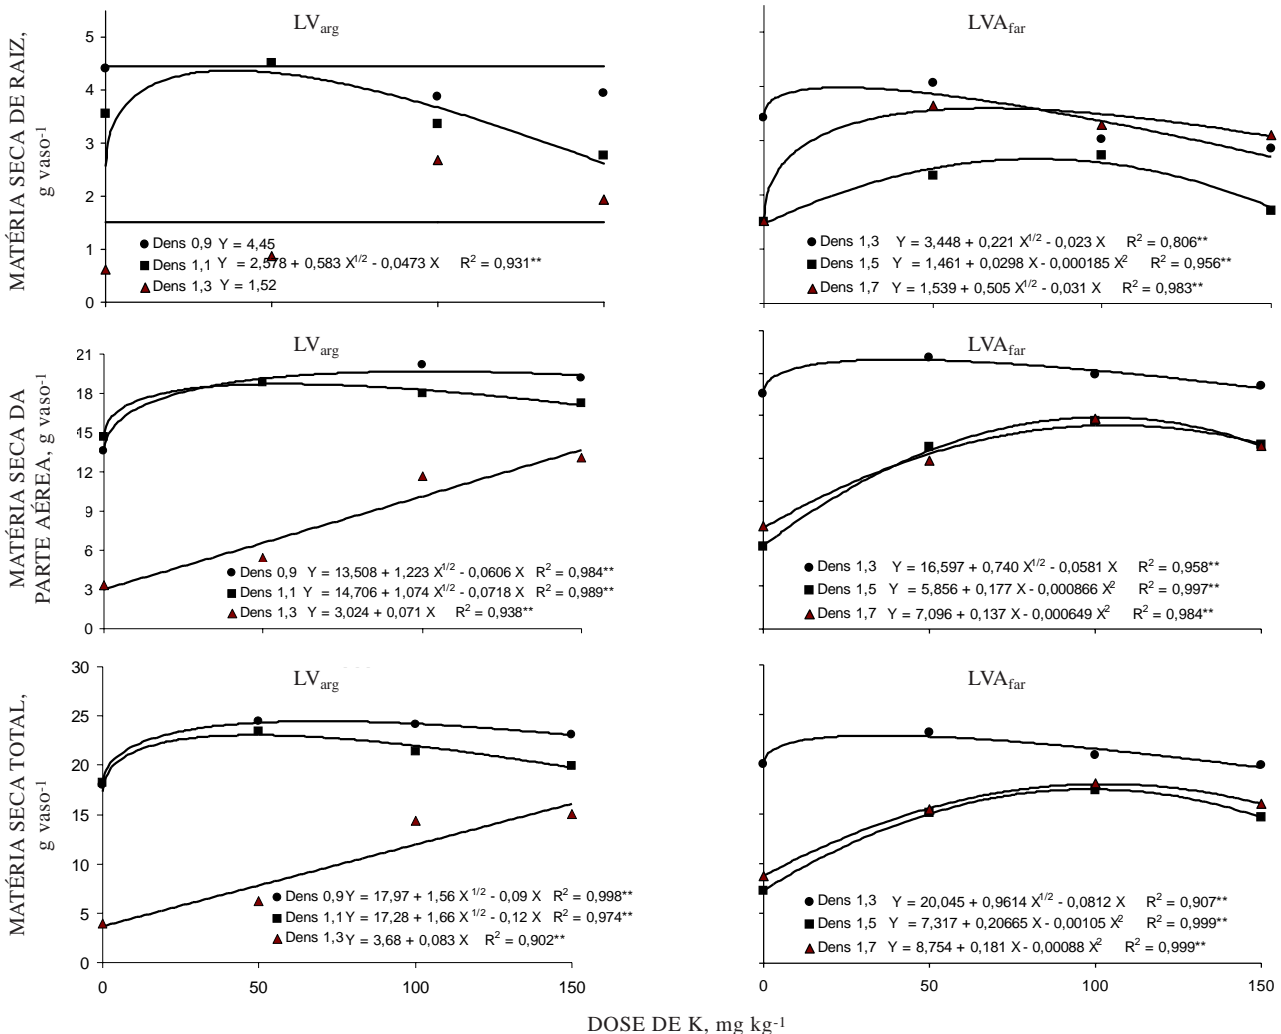 MATÉRIA SECA DE RAIZ,
g vaso-1
LVarg
5
4
3
2
1
0
Dens 0,9 Y = 4,45
Dens 1,1 Y = 2,578 + 0,583 X1/2 - 0,0473 X R2 = 0,931**
Dens 1,3 Y = 1,52
LVAfar
Dens 1,3 Y = 3,448 + 0,221 X1/2 - 0,023 X R2 = 0,806**
Dens 1,5 Y = 1,461 + 0,0298 X - 0,000185 X2 R2 = 0,956**
Dens 1,7 Y = 1,539 + 0,505 X1/2 - 0,031 X R2 = 0,983**
MATÉRIA SECA DA
PARTE AÉREA, g vaso-1
LVarg
21
18
15
12
9
6
3
0
Dens 0,9 Y = 13,508 + 1,223 X1/2 - 0,0606 X R2 = 0,984**
Dens 1,1 Y = 14,706 + 1,074 X1/2 - 0,0718 X R2 = 0,989**
Dens 1,3 Y = 3,024 + 0,071 X R2 = 0,938**
LVAfar
Dens 1,3 Y = 16,597 + 0,740 X1/2 - 0,0581 X R2 = 0,958**
Dens 1,5 Y = 5,856 + 0,177 X - 0,000866 X2 R2 = 0,997**
Dens 1,7 Y = 7,096 + 0,137 X - 0,000649 X2 R2 = 0,984**
MATÉRIA SECA TOTAL,
g vaso-1
LVarg
30
25
20
15
10
5
0
Dens 0,9 Y = 17,97 + 1,56 X1/2 - 0,09 X R2 = 0,998**
Dens 1,1 Y = 17,28 + 1,66 X1/2 - 0,12 X R2 = 0,974**
Dens 1,3 Y = 3,68 + 0,083 X R2 = 0,902**
0 50 100 150
LVAfar
Dens 1,3 Y = 20,045 + 0,9614 X1/2 - 0,0812 X R2 = 0,907**
Dens 1,5 Y = 7,317 + 0,20665 X - 0,00105 X2 R2 = 0,999**
Dens 1,7 Y = 8,754 + 0,181 X - 0,00088 X2 R2 = 0,999**
0 50 100 150
DOSE DE K, mg kg-1